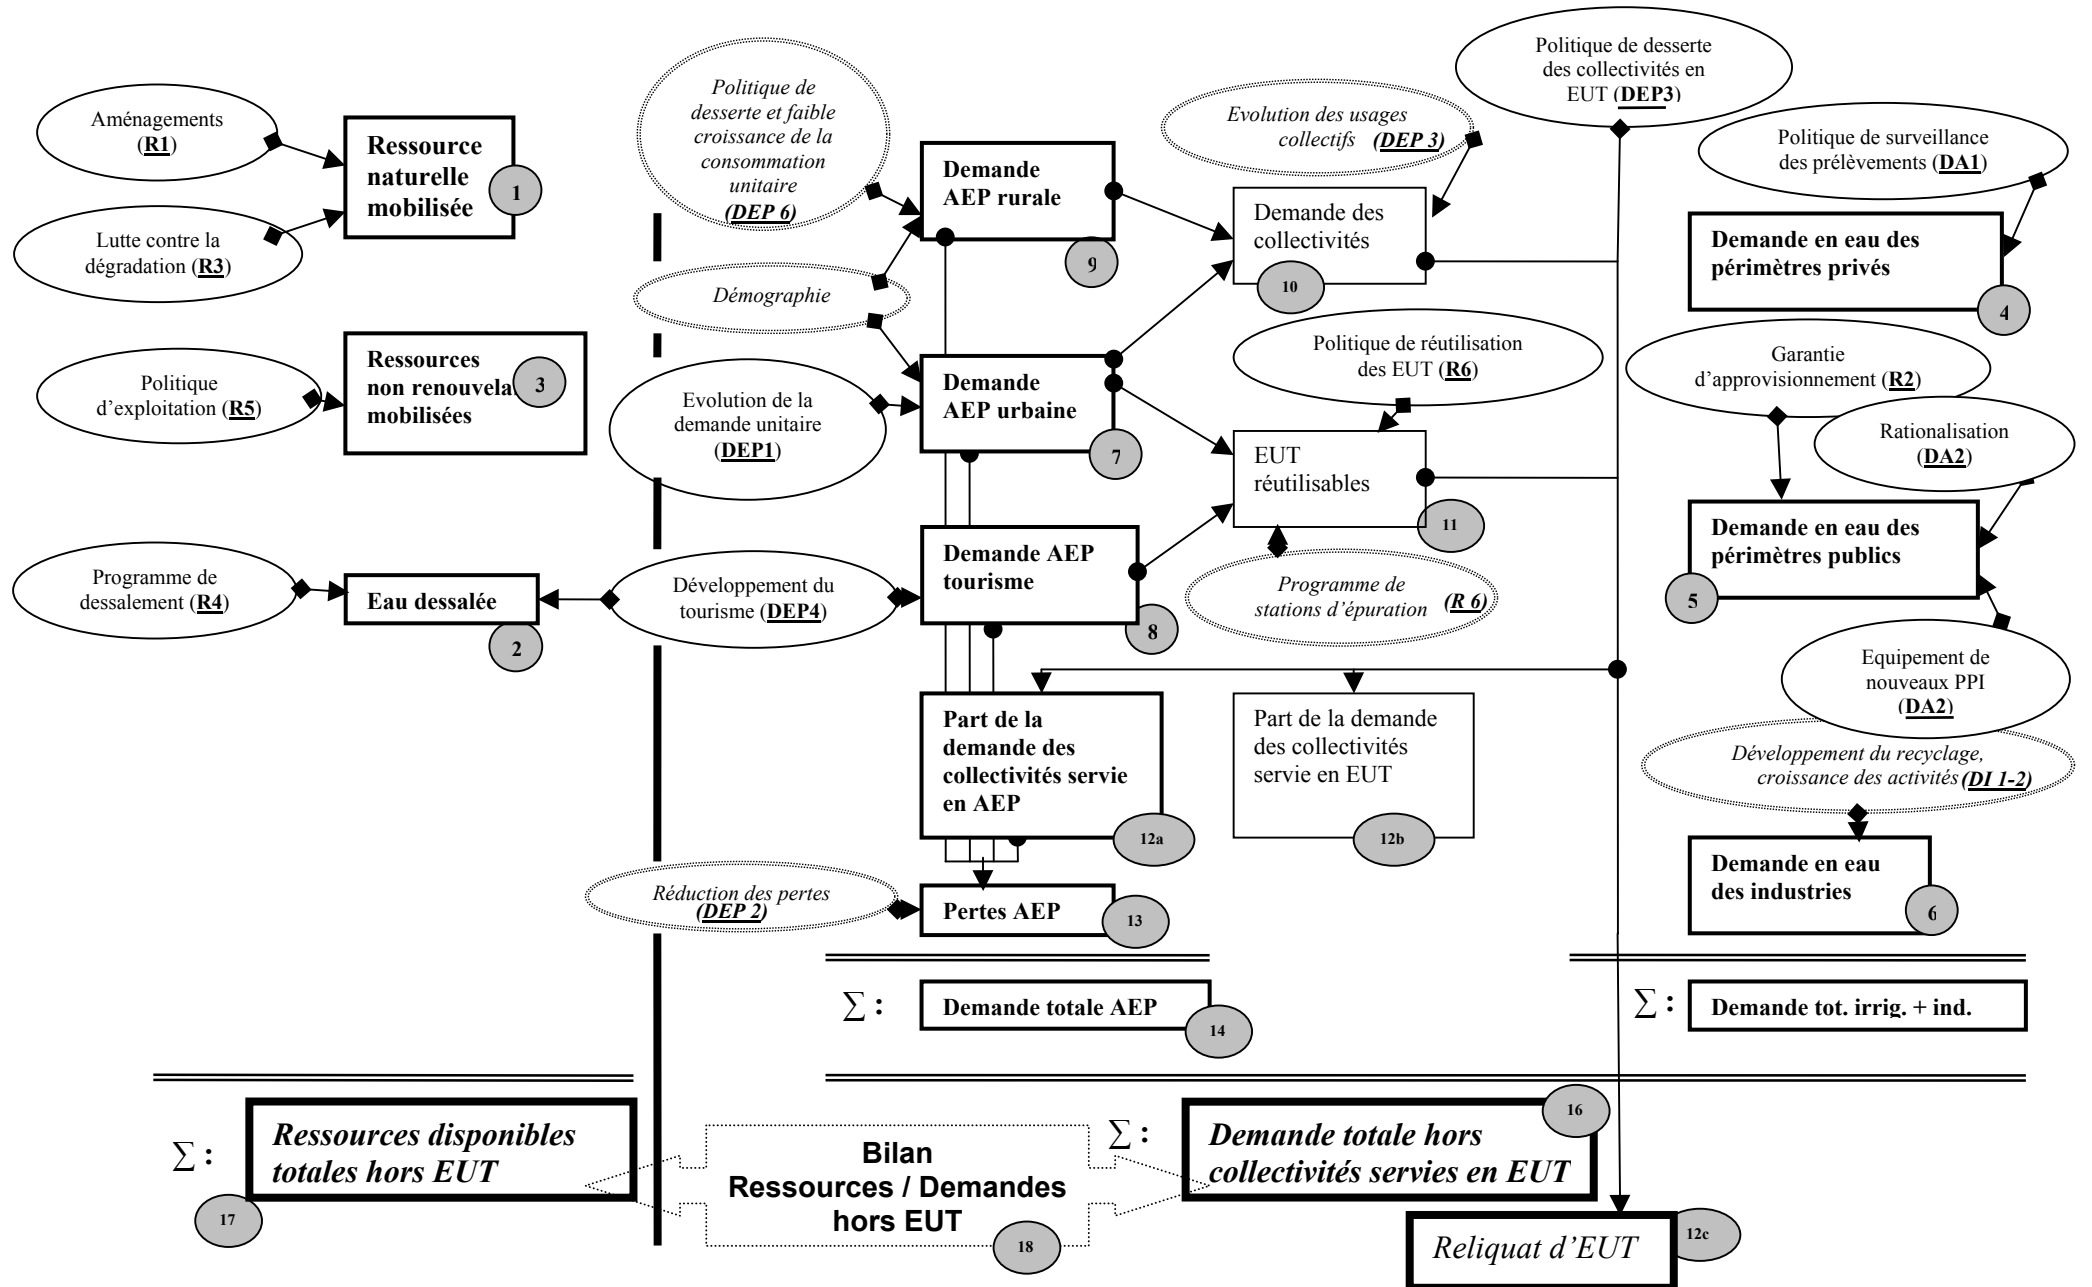 Aménagements
(R1)
Lutte contre la
dégradation (R3)
Ressource
naturelle
mobilisée
1
Politique
d’exploitation (R5)
Ressources
non renouvela
mobilisées
3
Programme de
dessalement (R4)
Eau dessalée
2
Politique de
desserte et faible
croissance de la
consommation
unitaire
(DEP 6)
Démographie
Evolution de la
demande unitaire
(DEP1)
Développement du
tourisme (DEP4)
Réduction des pertes
(DEP 2)
Demande
AEP rurale
9
Demande
AEP urbaine
7
Demande AEP
tourisme
8
Part de la
demande des
collectivités servie
en AEP
12a
Pertes AEP
13
Evolution des usages
collectifs (DEP 3)
Demande des
collectivités
10
Politique de réutilisation
des EUT (R6)
EUT
réutilisables
11
Programme de
stations d’épuration (R 6)
Part de la demande
des collectivités
servie en EUT
12b
Politique de desserte
des collectivités en
EUT (DEP3)
Politique de surveillance
des prélèvements (DA1)
Demande en eau des
périmètres privés
4
Garantie
d’approvisionnement (R2)
Rationalisation
(DA2)
Demande en eau des
périmètres publics
5
Equipement de
nouveaux PPI
(DA2)
Développement du recyclage,
croissance des activités (DI 1-2)
Demande en eau
des industries
6
∑ :
Demande totale AEP
14
∑ :
Demande tot. irrig. + ind.
∑ :
Ressources disponibles
totales hors EUT
17
Bilan
Ressources / Demandes
hors EUT
18
∑ :
Demande totale hors
collectivités servies en EUT
16
Reliquat d’EUT
12c